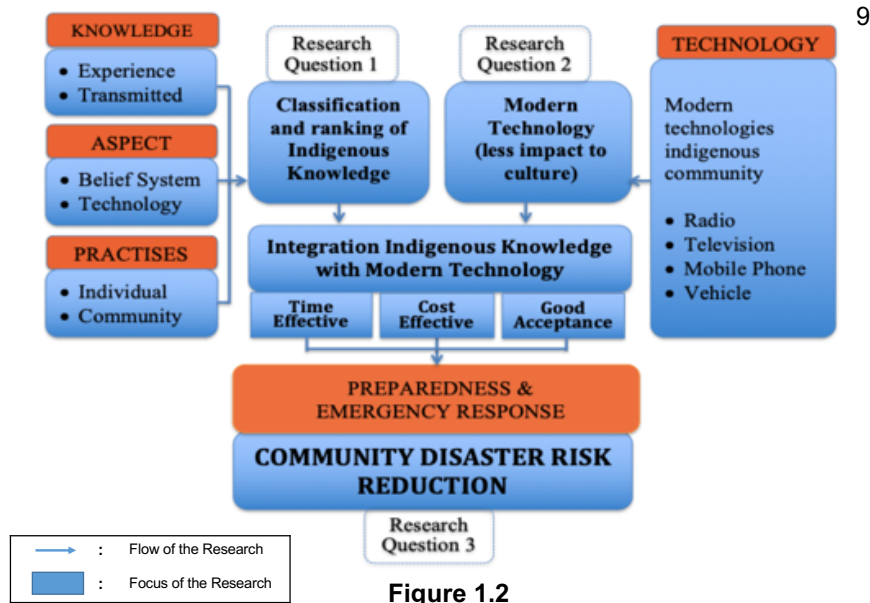 9
KNOWLEDGE
• Experience
• Transmitted
ASPECT
• Belief System
• Technology
PRACTISES
• Individual
• Community
Research
Question 1
Classification
and ranking of
Indigenous
Knowledge
Research
Question 2
Modern
Technology
(less impact to
culture)
TECHNOLOGY
Modern
technologies
indigenous
community
• Radio
• Television
• Mobile Phone
• Vehicle
Integration Indigenous Knowledge
with Modern Technology
Time
Effective
Cost
Effective
Good
Acceptance
PREPAREDNESS &
EMERGENCY RESPONSE
COMMUNITY DISASTER RISK
REDUCTION
Research
Question 3
: Flow of the Research
: Focus of the Research
Figure 1.2